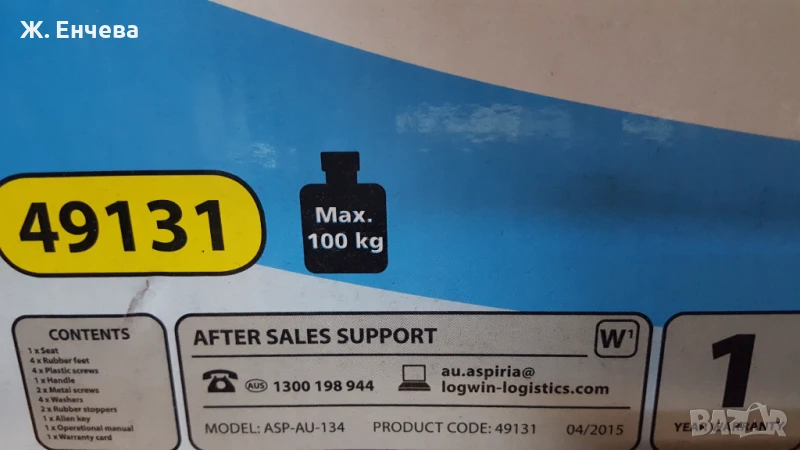 Ж. Енчева
49131
Max.
100 kg
CONTENTS
1 x Seat
4 x Rubber feet
4 x Plastic screws
1 x Handle
2 x Metal screws
4 x Washers
2 x Rubber stoppers
1 x Allen key
1 x Operational manual
1 x Warranty card
AFTER SALES SUPPORT
W1
AUS 1300 198 944
au.aspiria@
logwin-logistics.com
MODEL: ASP-AU-134 PRODUCT CODE: 49131 04/2015
1
YEAR WARRANTY
BAZAR